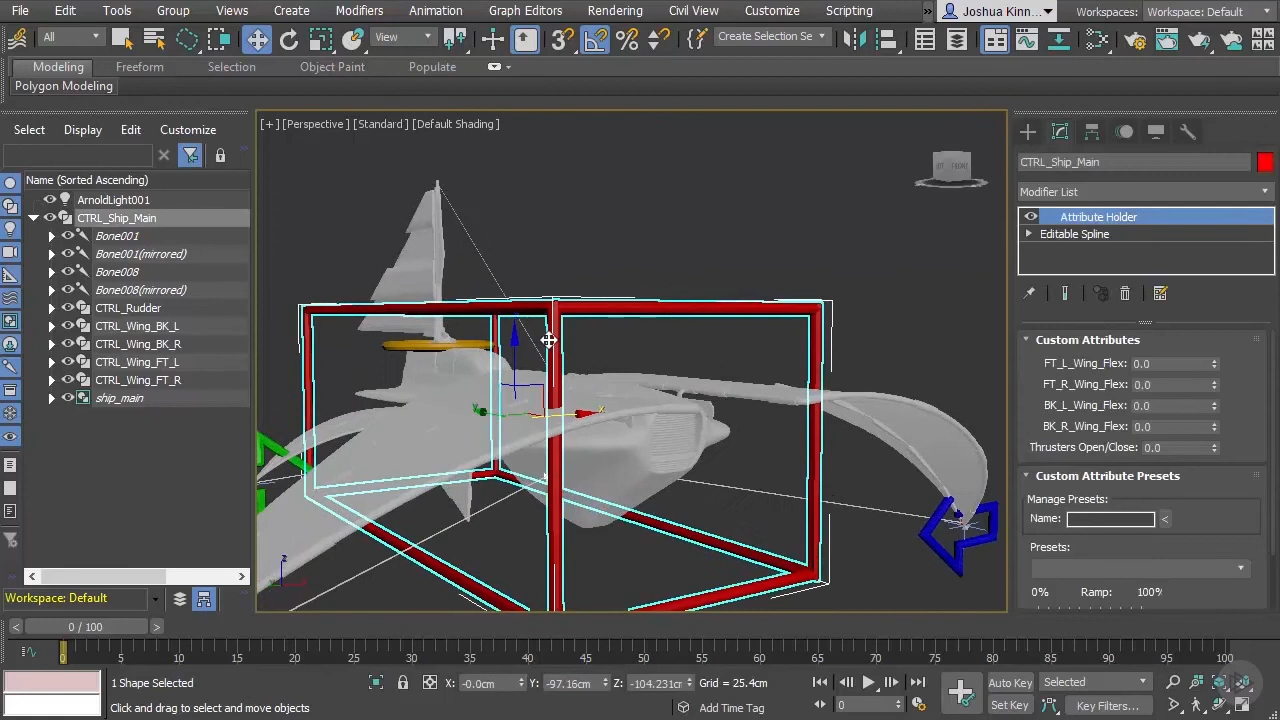 File Edit Tools Group Views Create Modifiers Animation Graph Editors Rendering Civil View Customize Scripting » Joshua Kinn... Workspaces: Workspace: Default
All View Create Selection Se
Modeling Freeform Selection Object Paint Populate
Polygon Modeling
Select Display Edit Customize
Name (Sorted Ascending)
ArnoldLight001
CTRL_Ship_Main
Bone001
Bone001(mirrored)
Bone008
Bone008(mirrored)
CTRL_Rudder
CTRL_Wing_BK_L
CTRL_Wing_BK_R
CTRL_Wing_FT_L
CTRL_Wing_FT_R
ship_main
Workspace: Default
[+] [Perspective] [Standard] [Default Shading]
FRONT
x
y
z
CTRL_Ship_Main
Modifier List
Attribute Holder
Editable Spline
Custom Attributes
FT_L_Wing_Flex: 0.0
FT_R_Wing_Flex: 0.0
BK_L_Wing_Flex: 0.0
BK_R_Wing_Flex: 0.0
Thrusters Open/Close: 0.0
Custom Attribute Presets
Manage Presets:
Name: <
Presets:
0% Ramp: 100%
< 0 / 100 >
0 5 10 15 20 25 30 35 40 45 50 55 60 65 70 75 80 85 90 95 100
1 Shape Selected X: -0.0cm Y: -97.16cm Z: -104.231cm Grid = 25.4cm Auto Key Selected
Click and drag to select and move objects Add Time Tag 0 Set Key Key Filters...